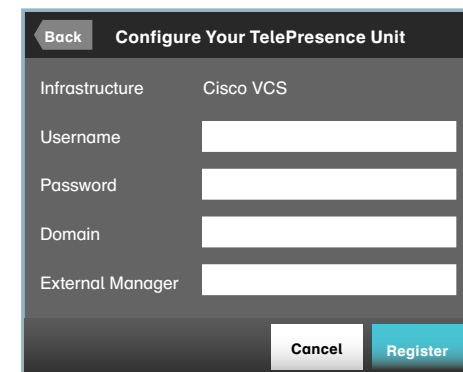 Back Configure Your TelePresence Unit
Infrastructure Cisco VCS
Username
Password
Domain
External Manager
Cancel Register